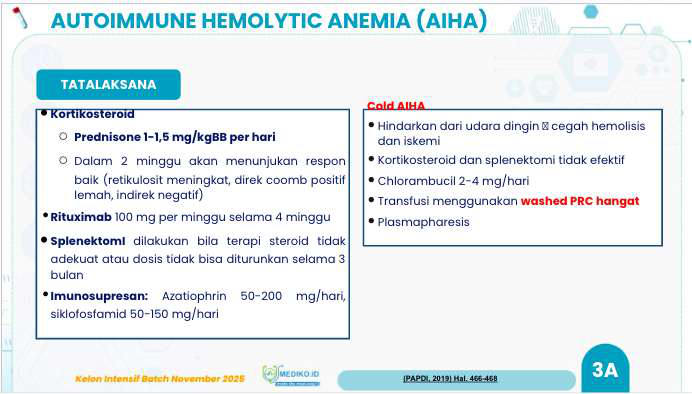 AUTOIMMUNE HEMOLYTIC ANEMIA (AIHA)
TATALAKSANA
• Kortikosteroid
○ Prednisone 1-1,5 mg/kgBB per hari
○ Dalam 2 minggu akan menunjukan respon
baik (retikulosit meningkat, direk coomb positif
lemah, indirek negatif)
• Rituximab 100 mg per minggu selama 4 minggu
• SplenektomI dilakukan bila terapi steroid tidak
adekuat atau dosis tidak bisa diturunkan selama 3
bulan
• Imunosupresan: Azatiophrin 50-200 mg/hari,
siklofosfamid 50-150 mg/hari
Cold AIHA
• Hindarkan dari udara dingin cegah hemolisis
dan iskemi
• Kortikosteroid dan splenektomi tidak efektif
• Chlorambucil 2-4 mg/hari
• Transfusi menggunakan washed PRC hangat
• Plasmapharesis
Kelon Intensif Batch November 2025
MEDIKO.ID
(PAPDI, 2019) Hal. 466-468
3A